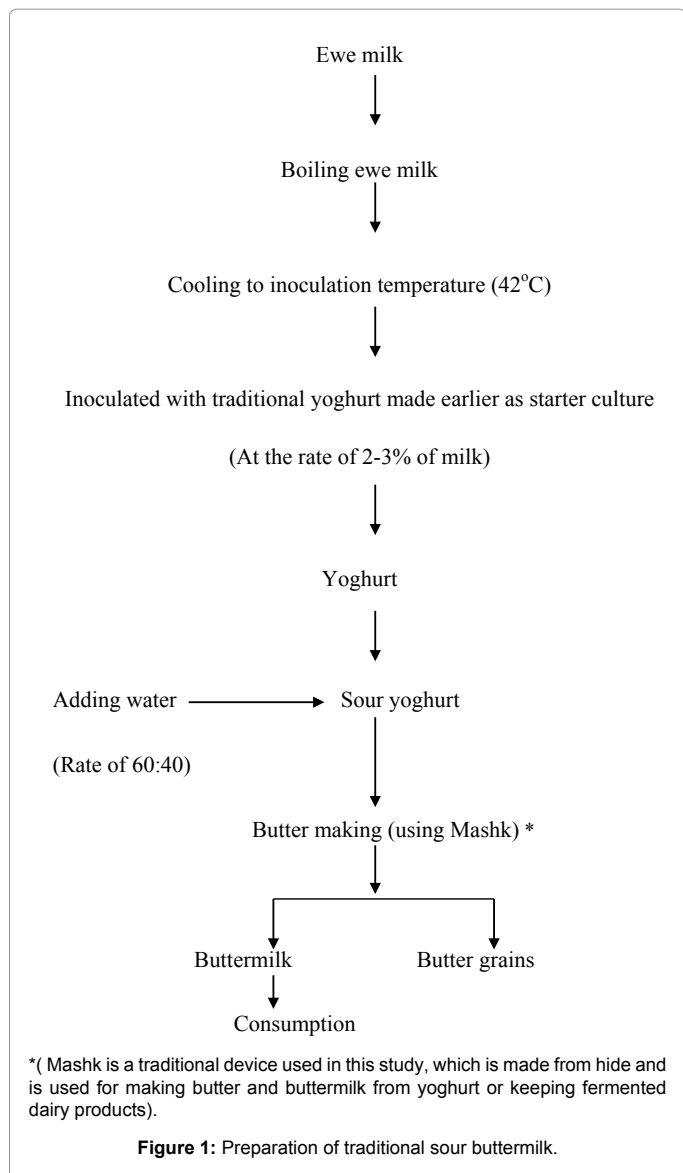 Ewe milk
Boiling ewe milk
Cooling to inoculation temperature (42°C)
Inoculated with traditional yoghurt made earlier as starter culture
(At the rate of 2-3% of milk)
Yoghurt
Adding water
Sour yoghurt
(Rate of 60:40)
Butter making (using Mashk) *
Buttermilk
Butter grains
Consumption
*( Mashk is a traditional device used in this study, which is made from hide and
is used for making butter and buttermilk from yoghurt or keeping fermented
dairy products).
Figure 1: Preparation of traditional sour buttermilk.